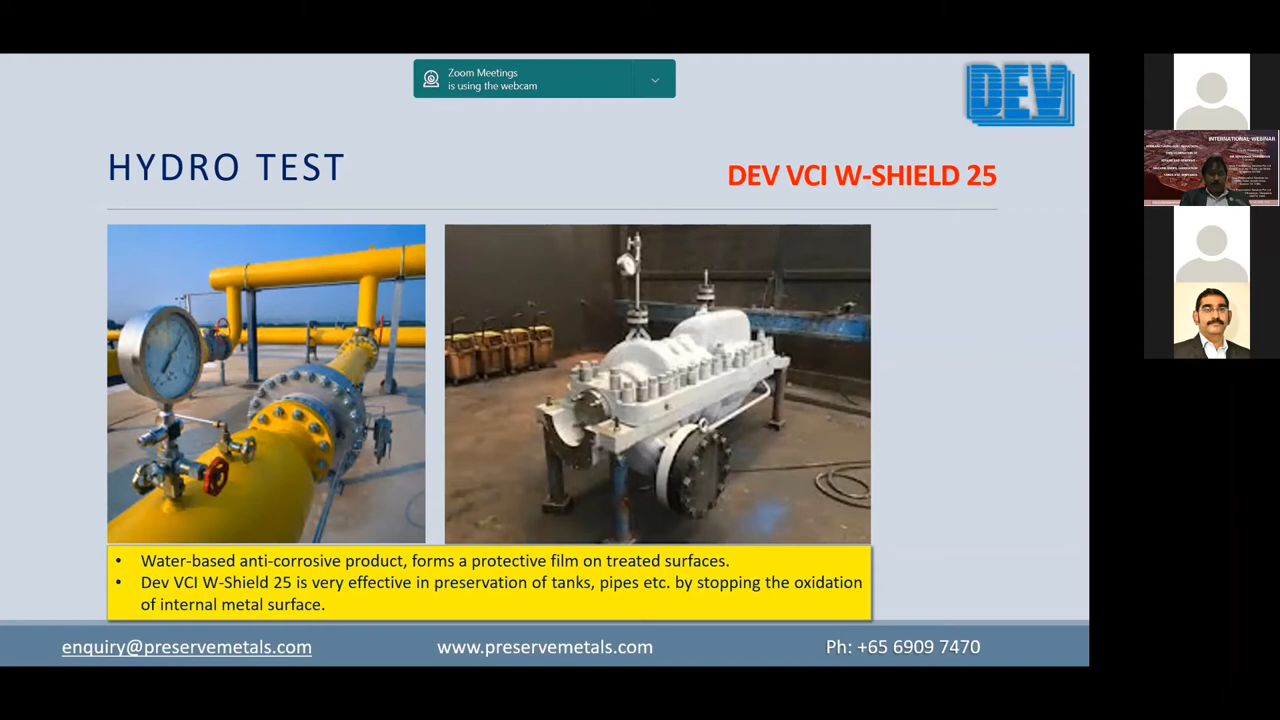 Zoom Meetings
is using the webcam
DEV
HYDRO TEST
DEV VCI W-SHIELD 25
INTERNATIONAL WEBINAR
• Water-based anti-corrosive product, forms a protective film on treated surfaces.
• Dev VCI W-Shield 25 is very effective in preservation of tanks, pipes etc. by stopping the oxidation
of internal metal surface.
enquiry@preservemetals.com
www.preservemetals.com
Ph: +65 6909 7470